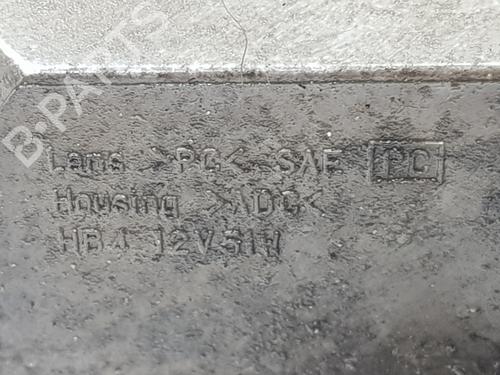 B-PARTS
Lens >PC< SAE PC
Housing >ADC<
HB4 12V51W